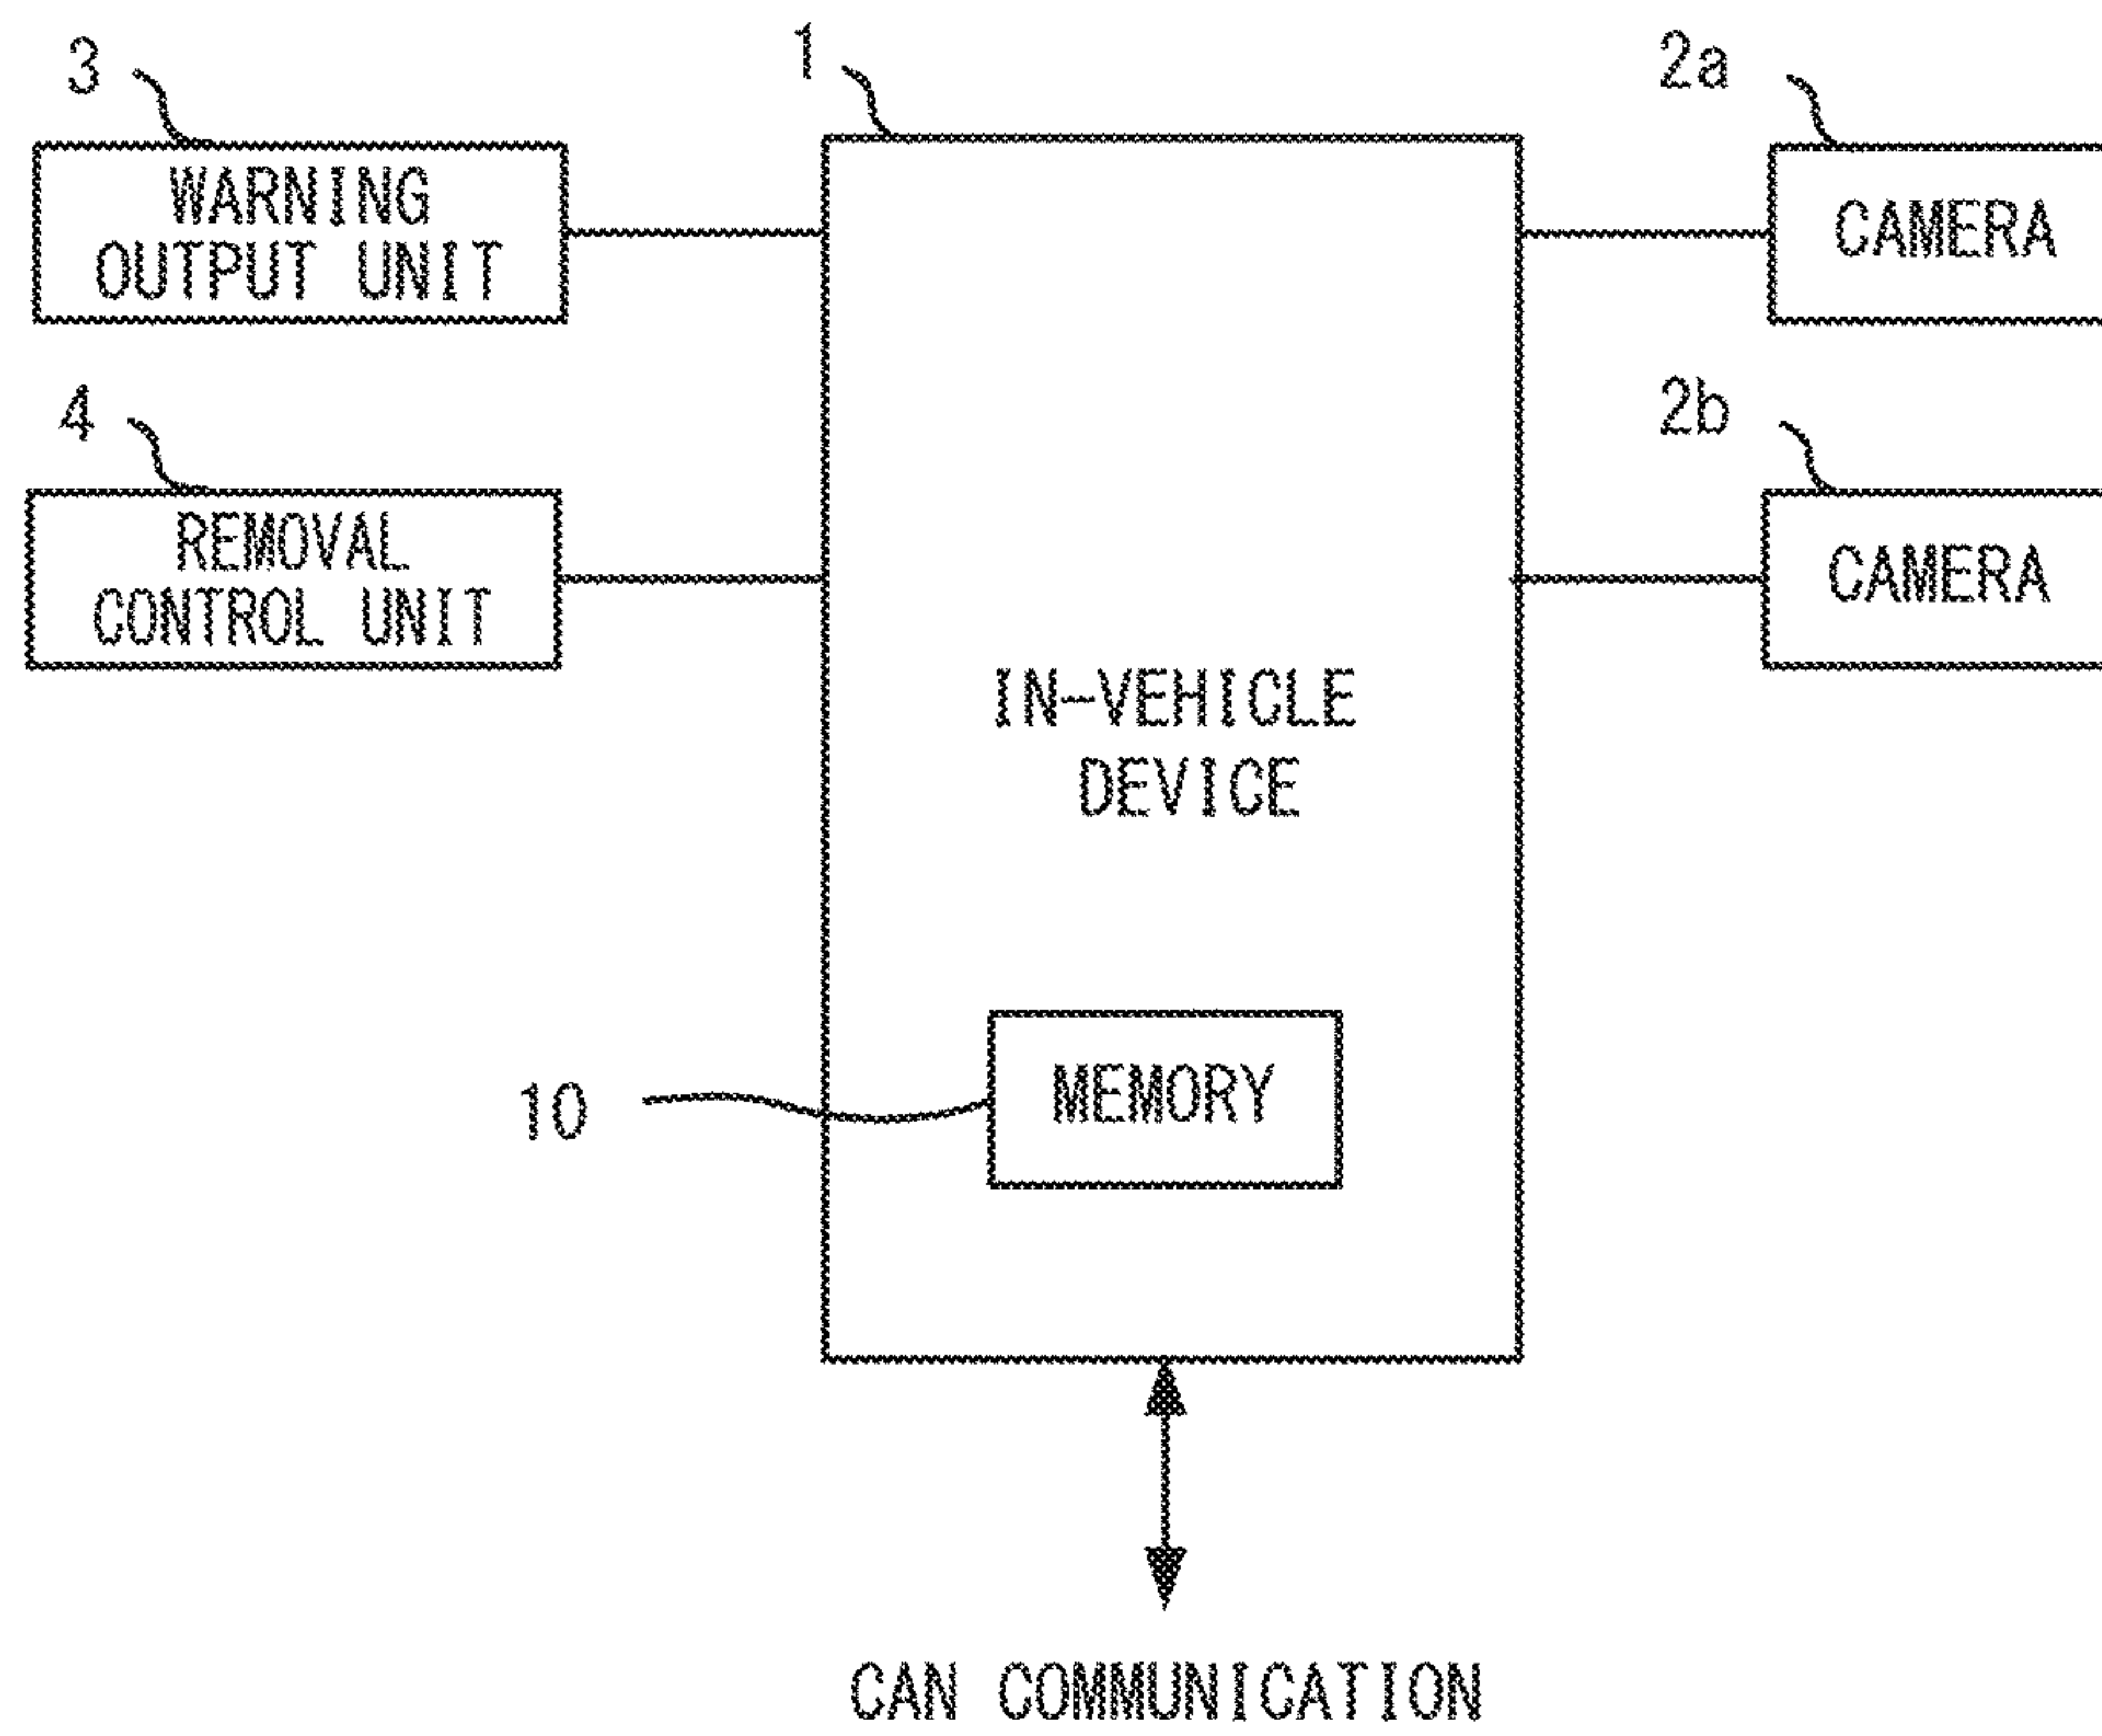 3
1
2a
WARNING
OUTPUT UNIT
CAMERA
4
2b
REMOVAL
CONTROL UNIT
CAMERA
IN-VEHICLE
DEVICE
10
MEMORY
CAN COMMUNICATION